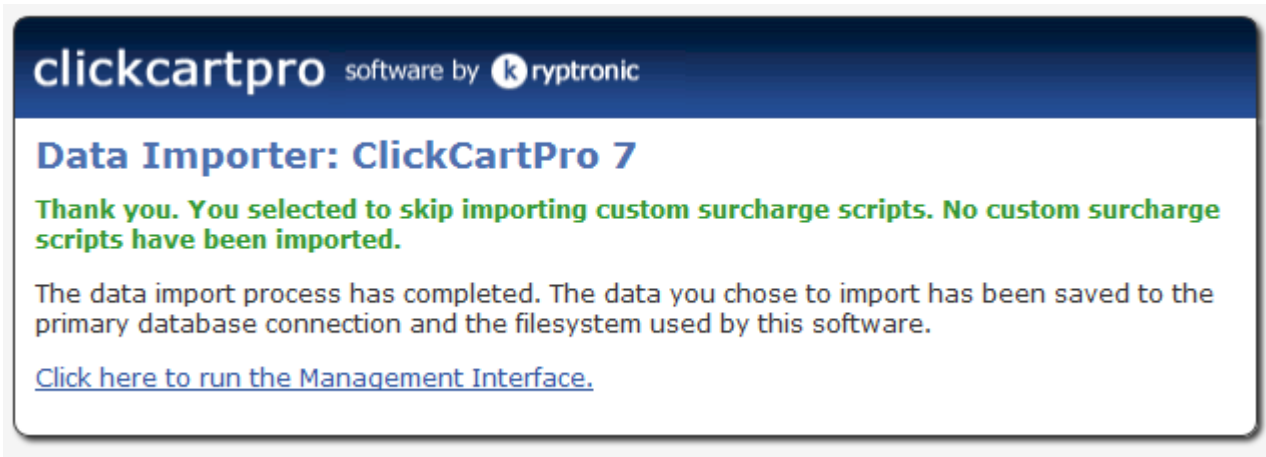 clickcartpro software by kryptronic
Data Importer: ClickCartPro 7
Thank you. You selected to skip importing custom surcharge scripts. No custom surcharge
scripts have been imported.
The data import process has completed. The data you chose to import has been saved to the
primary database connection and the filesystem used by this software.
Click here to run the Management Interface.